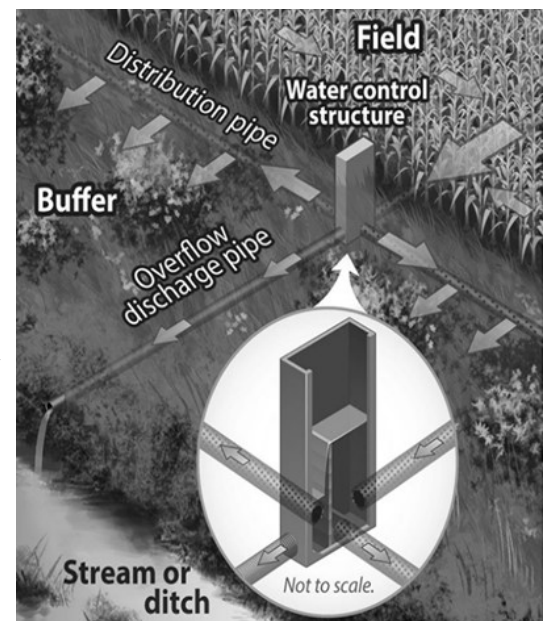 Field
Distribution pipe
Water control
structure
Buffer
Overflow
discharge pipe
Stream or
ditch
Not to scale.